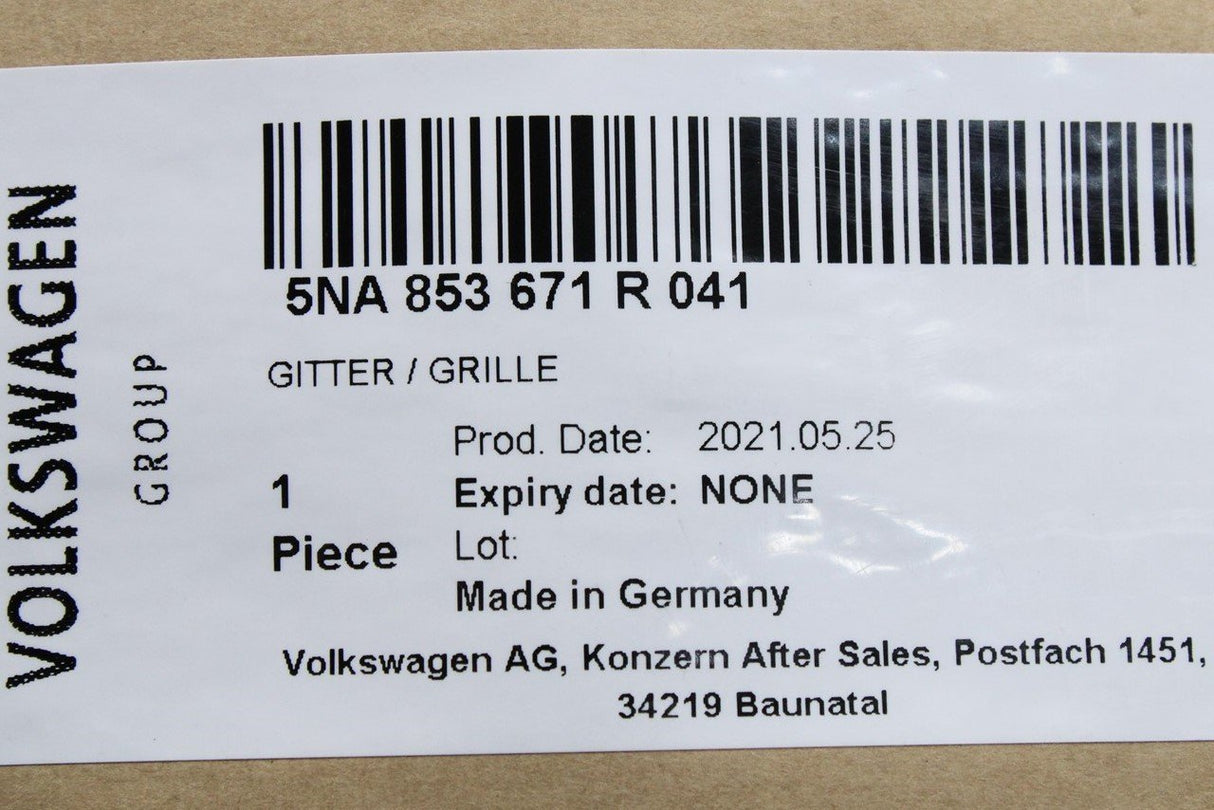 VOLKSWAGEN
GROUP
5NA 853 671 R 041
GITTER / GRILLE
Prod. Date: 2021.05.25
1 Expiry date: NONE
Piece Lot:
Made in Germany
Volkswagen AG, Konzern After Sales, Postfach 1451,
34219 Baunatal